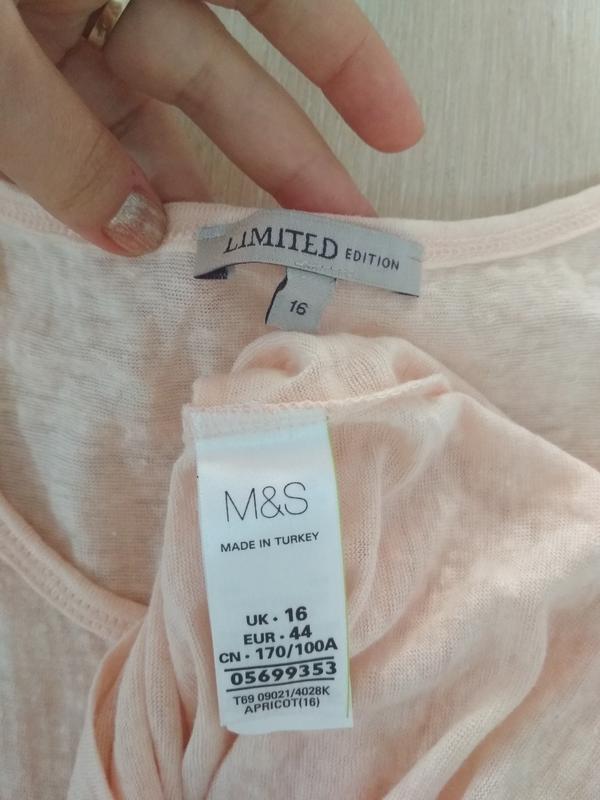 LIMITED EDITION
16
M&S
MADE IN TURKEY
UK · 16
EUR · 44
CN · 170/100A
05699353
T69 09021/4028K
APRICOT(16)